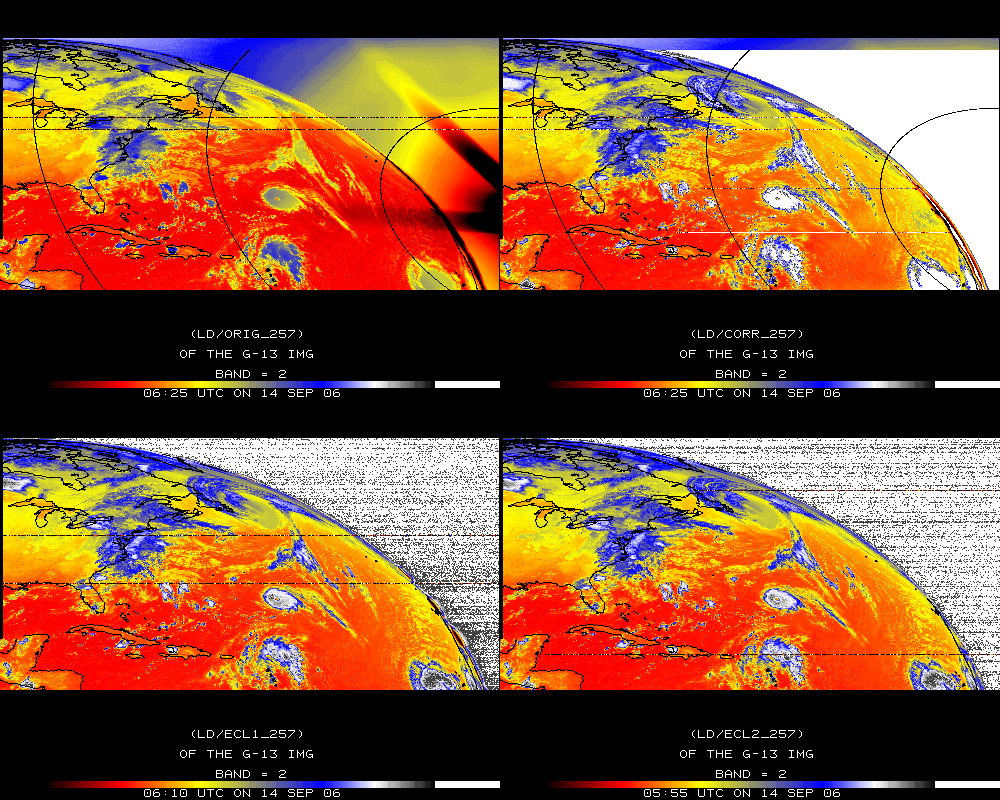 (LD/ORIG_257)
OF THE G-13 IMG
BAND = 2
06:25 UTC ON 14 SEP 06
(LD/CORR_257)
OF THE G-13 IMG
BAND = 2
06:25 UTC ON 14 SEP 06
(LD/ECL1_257)
OF THE G-13 IMG
BAND = 2
06:10 UTC ON 14 SEP 06
(LD/ECL2_257)
OF THE G-13 IMG
BAND = 2
05:55 UTC ON 14 SEP 06